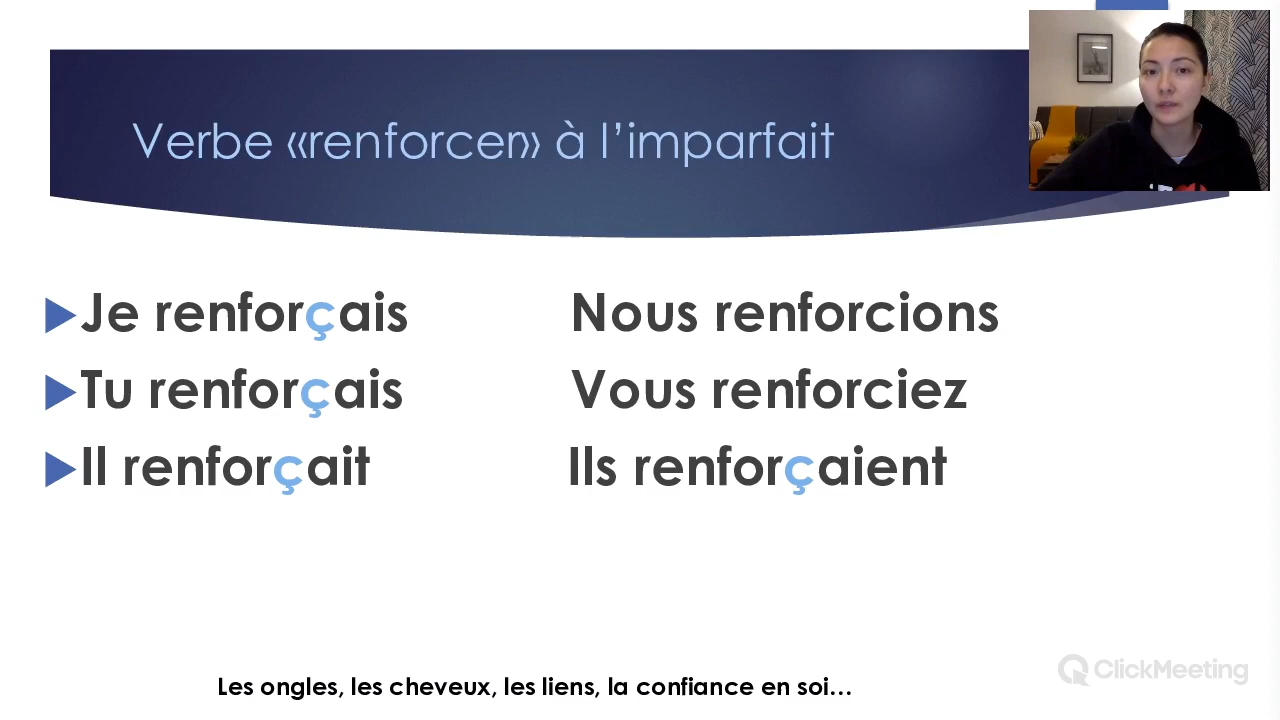 Verbe «renforcer» à l’imparfait
Je renforçais Nous renforcions
Tu renforçais Vous renforciez
Il renforçait Ils renforçaient
Les ongles, les cheveux, les liens, la confiance en soi…
ClickMeeting